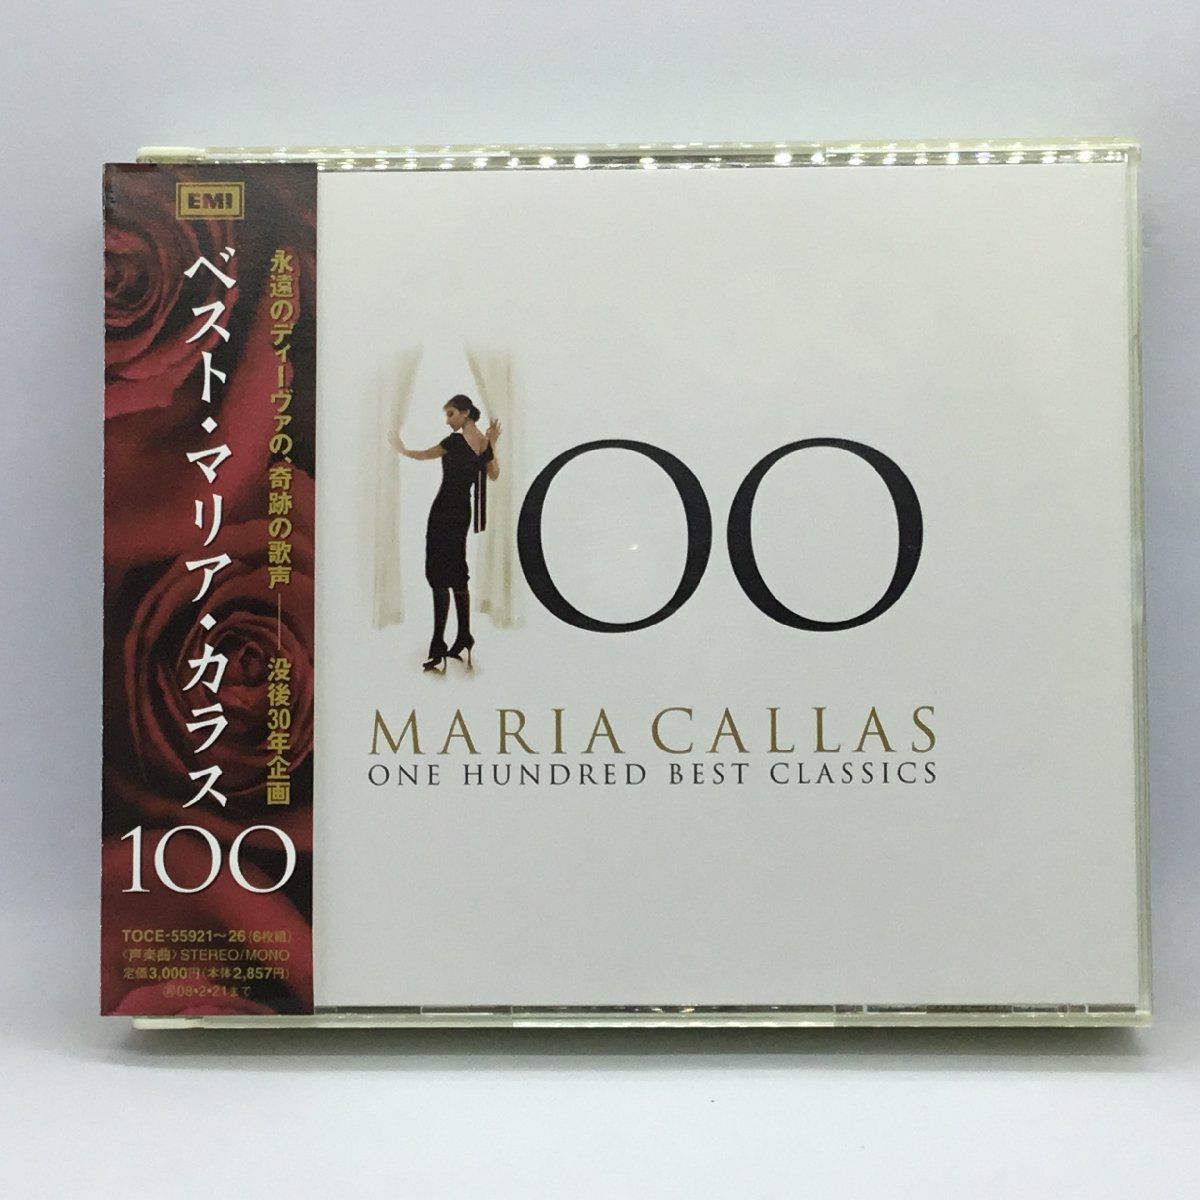 EMI
永遠のディーヴァの、奇跡の歌声——没後30年企画
ベスト・マリア・カラス
100
TOCE-55921〜26(6枚組)
〈声楽曲〉STEREO/MONO
定価3,000円(本体2,857円)
08・2・21まで
100
MARIA CALLAS
ONE HUNDRED BEST CLASSICS